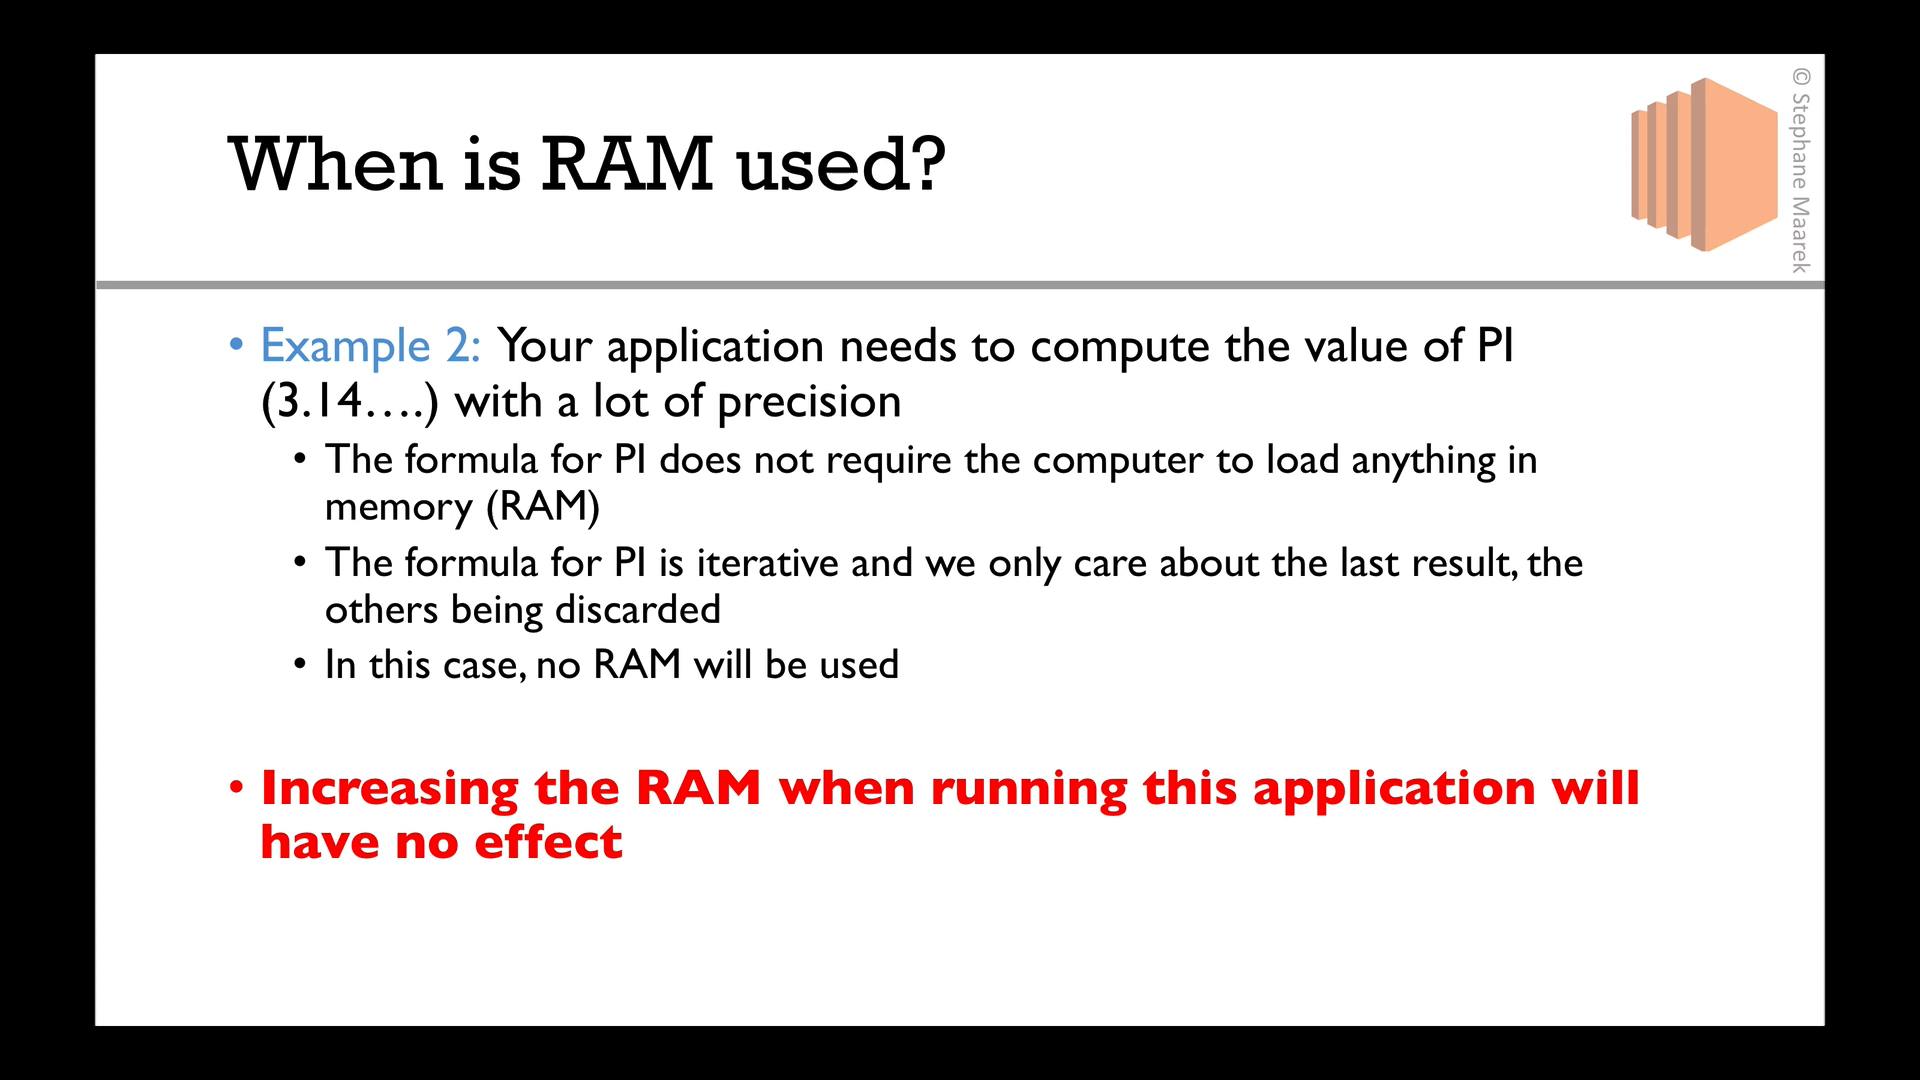 When is RAM used?
© Stephane Maarek
• Example 2: Your application needs to compute the value of PI
(3.14….) with a lot of precision
• The formula for PI does not require the computer to load anything in
memory (RAM)
• The formula for PI is iterative and we only care about the last result, the
others being discarded
• In this case, no RAM will be used
• Increasing the RAM when running this application will
have no effect